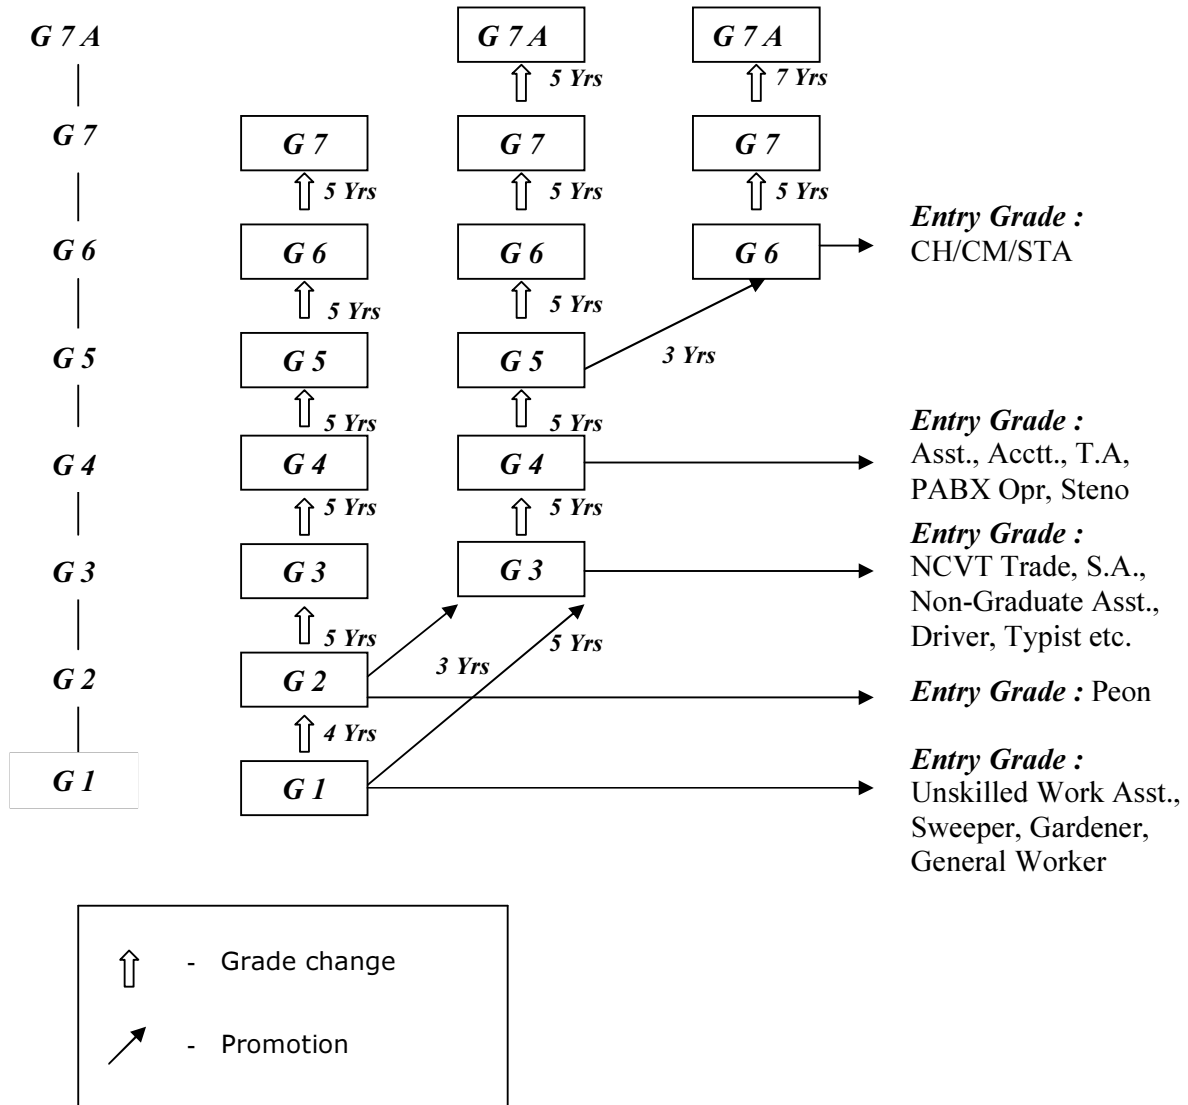 G 7 A
G 7 A
G 7 A
5 Yrs
7 Yrs
G 7
G 7
G 7
G 7
5 Yrs
5 Yrs
5 Yrs
G 6
G 6
G 6
G 6
Entry Grade :
CH/CM/STA
5 Yrs
5 Yrs
G 5
G 5
G 5
3 Yrs
5 Yrs
5 Yrs
G 4
G 4
G 4
Entry Grade :
Asst., Acctt., T.A,
PABX Opr, Steno
5 Yrs
5 Yrs
G 3
G 3
G 3
Entry Grade :
NCVT Trade, S.A.,
Non-Graduate Asst.,
Driver, Typist etc.
5 Yrs
3 Yrs
5 Yrs
G 2
G 2
Entry Grade : Peon
4 Yrs
G 1
G 1
Entry Grade :
Unskilled Work Asst.,
Sweeper, Gardener,
General Worker
- Grade change
- Promotion